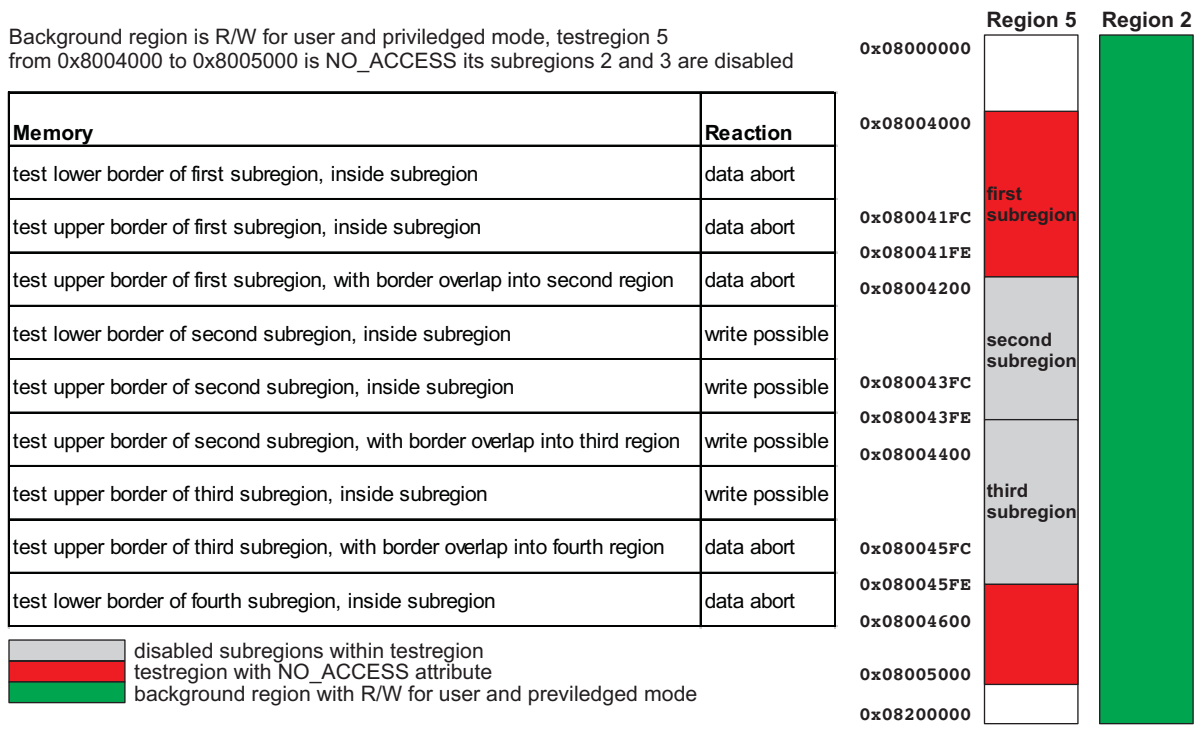 Background region is R/W for user and priviledged mode, testregion 5
from 0x8004000 to 0x8005000 is NO_ACCESS its subregions 2 and 3 are disabled
Memory Reaction
test lower border of first subregion, inside subregion data abort
test upper border of first subregion, inside subregion data abort
test upper border of first subregion, with border overlap into second region data abort
test lower border of second subregion, inside subregion write possible
test upper border of second subregion, inside subregion write possible
test upper border of second subregion, with border overlap into third region write possible
test upper border of third subregion, inside subregion write possible
test upper border of third subregion, with border overlap into fourth region data abort
test lower border of fourth subregion, inside subregion data abort
disabled subregions within testregion
testregion with NO_ACCESS attribute
background region with R/W for user and previledged mode
Region 5 Region 2
0x08000000
0x08004000
first
subregion
0x080041FC
0x080041FE
0x08004200
second
subregion
0x080043FC
0x080043FE
0x08004400
third
subregion
0x080045FC
0x080045FE
0x08004600
0x08005000
0x08200000